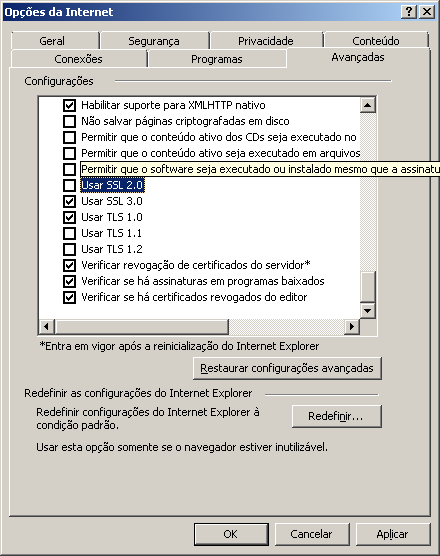 Opções da Internet
Geral Segurança Privacidade Conteúdo
Conexões Programas Avançadas
Configurações
Habilitar suporte para XMLHTTP nativo
Não salvar páginas criptografadas em disco
Permitir que o conteúdo ativo dos CDs seja executado no
Permitir que o conteúdo ativo seja executado em arquivos
Permitir que o software seja executado ou instalado mesmo que a assinatu
Usar SSL 2.0
Usar SSL 3.0
Usar TLS 1.0
Usar TLS 1.1
Usar TLS 1.2
Verificar revogação de certificados do servidor*
Verificar se há assinaturas em programas baixados
Verificar se há certificados revogados do editor
*Entra em vigor após a reinicialização do Internet Explorer
Restaurar configurações avançadas
Redefinir as configurações do Internet Explorer
Redefinir configurações do Internet Explorer à
condição padrão.
Redefinir...
Usar esta opção somente se o navegador estiver inutilizável.
OK Cancelar Aplicar